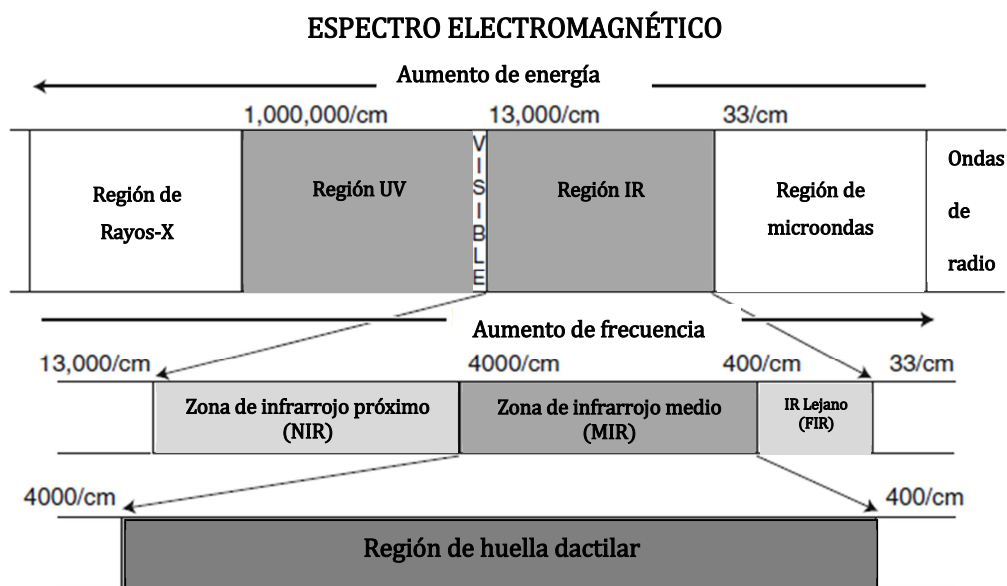 ESPECTRO ELECTROMAGNÉTICO
Aumento de energía
1,000,000/cm
13,000/cm
33/cm
Región de
Rayos-X
Región UV
VISIBLE
Región IR
Región de
microondas
Ondas
de
radio
Aumento de frecuencia
13,000/cm
4000/cm
400/cm
33/cm
Zona de infrarrojo próximo
(NIR)
Zona de infrarrojo medio
(MIR)
IR Lejano
(FIR)
4000/cm
400/cm
Región de huella dactilar